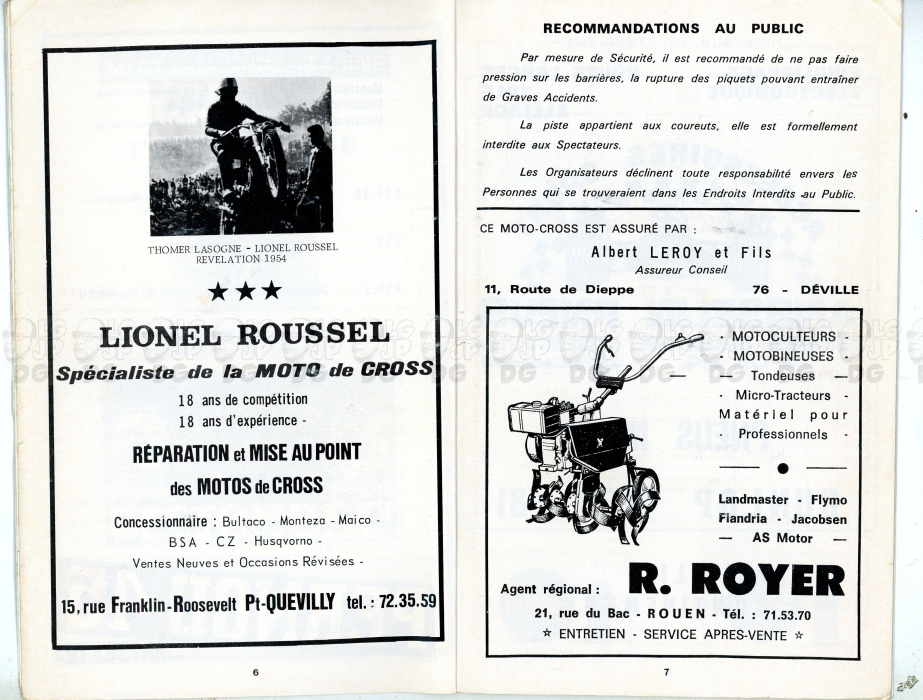 THOMER LASOGNE - LIONEL ROUSSEL
REVELATION 1954
★★★
LIONEL ROUSSEL
Spécialiste de la MOTO de CROSS
18 ans de compétition
18 ans d'expérience -
RÉPARATION et MISE AU POINT
des MOTOS de CROSS
Concessionnaire : Bultaco - Monteza - Maico -
BSA - CZ - Husqvorno -
Ventes Neuves et Occasions Révisées -
15, rue Franklin-Roosevelt Pt-QUEVILLY tel. : 72.35.59
6
RECOMMANDATIONS AU PUBLIC
Par mesure de Sécurité, il est recommandé de ne pas faire
pression sur les barrières, la rupture des piquets pouvant entraîner
de Graves Accidents.
La piste appartient aux coureuts, elle est formellement
interdite aux Spectateurs.
Les Organisateurs déclinent toute responsabilité envers les
Personnes qui se trouveraient dans les Endroits Interdits au Public.
CE MOTO-CROSS EST ASSURÉ PAR :
Albert LEROY et Fils
Assureur Conseil
11, Route de Dieppe 76 - DÉVILLE
- MOTOCULTEURS -
- MOTOBINEUSES -
— Tondeuses —
- Micro-Tracteurs -
Matériel pour
- Professionnels -
Landmaster - Flymo
Flandria - Jacobsen
— AS Motor —
Agent régional : R. ROYER
21, rue du Bac - ROUEN - Tél. : 71.53.70
☆ ENTRETIEN - SERVICE APRES-VENTE ☆
7